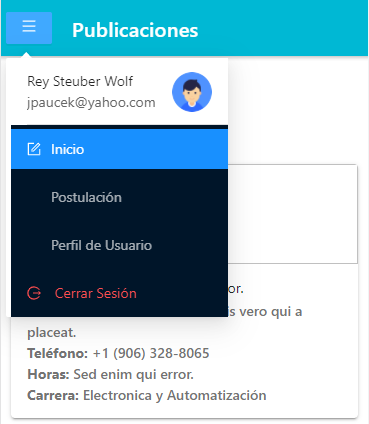 Publicaciones
Rey Steuber Wolf
jpaucek@yahoo.com
Inicio
Postulación
Perfil de Usuario
Cerrar Sesión
or.
is vero qui a
placeat.
Teléfono: +1 (906) 328-8065
Horas: Sed enim qui error.
Carrera: Electronica y Automatización